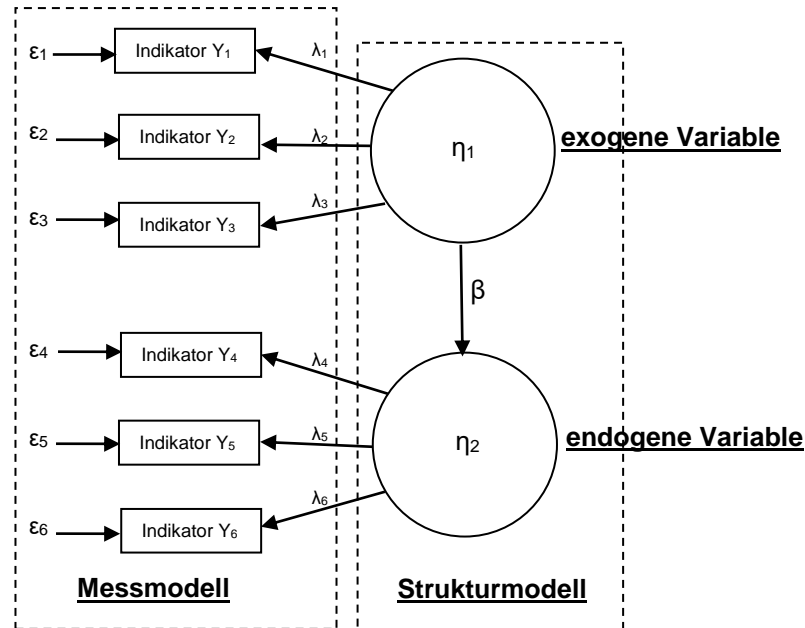 ε₁ Indikator Y₁ λ₁
ε₂ Indikator Y₂ λ₂
η₁ exogene Variable
ε₃ Indikator Y₃ λ₃
β
ε₄ Indikator Y₄ λ₄
ε₅ Indikator Y₅ λ₅
η₂ endogene Variable
ε₆ Indikator Y₆ λ₆
Messmodell Strukturmodell